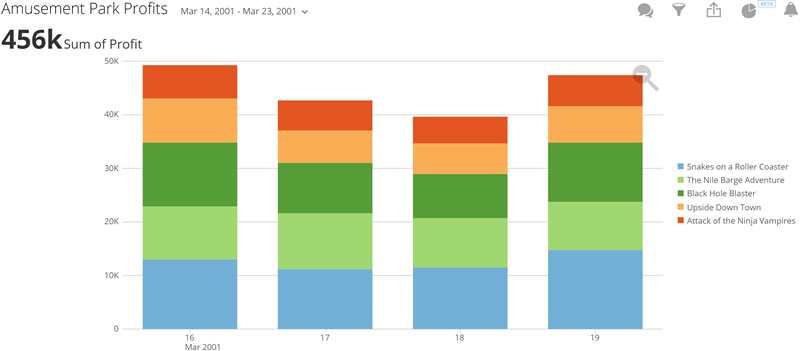 Amusement Park Profits Mar 14, 2001 - Mar 23, 2001
BETA
456k Sum of Profit
50K
40K
30K
20K
10K
0
16 17 18 19
Mar 2001
Snakes on a Roller Coaster
The Nile Barge Adventure
Black Hole Blaster
Upside Down Town
Attack of the Ninja Vampires